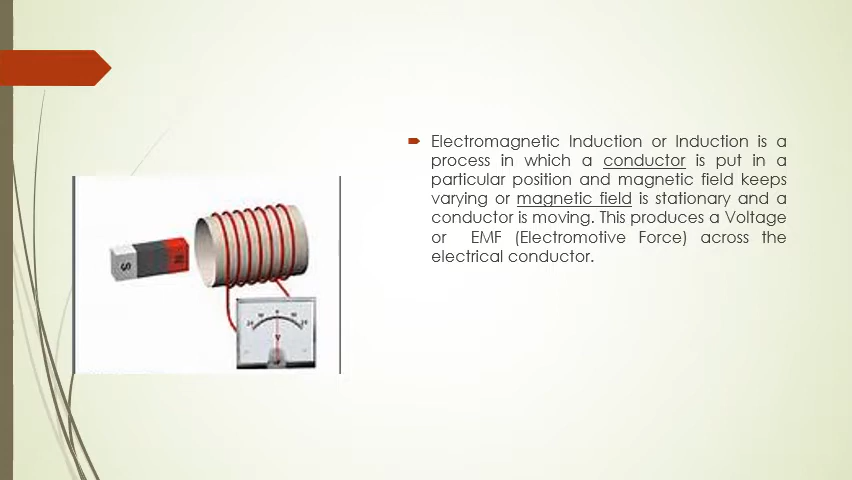 Electromagnetic Induction or Induction is a
process in which a conductor is put in a
particular position and magnetic field keeps
varying or magnetic field is stationary and a
conductor is moving. This produces a Voltage
or EMF (Electromotive Force) across the
electrical conductor.
S
N
V